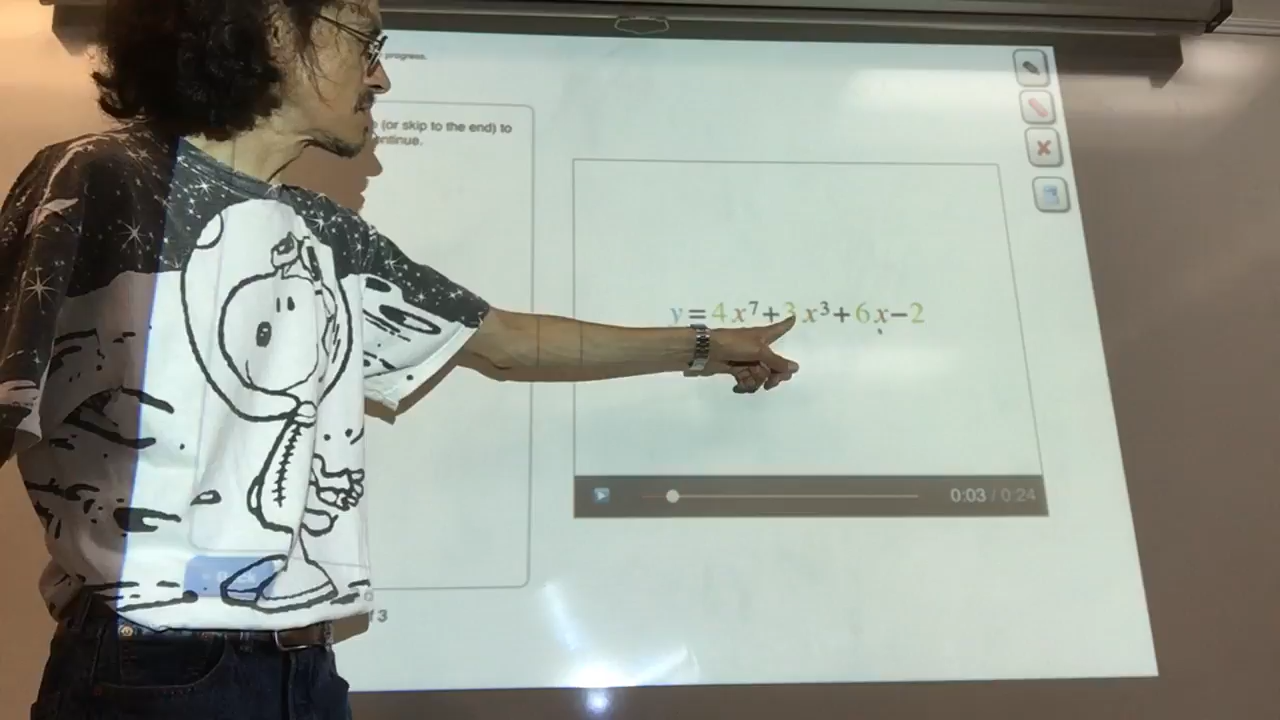 progress.
(or skip to the end) to
ontinue.
y=4x⁷+3x³+6x-2
0:03 / 0:24
3